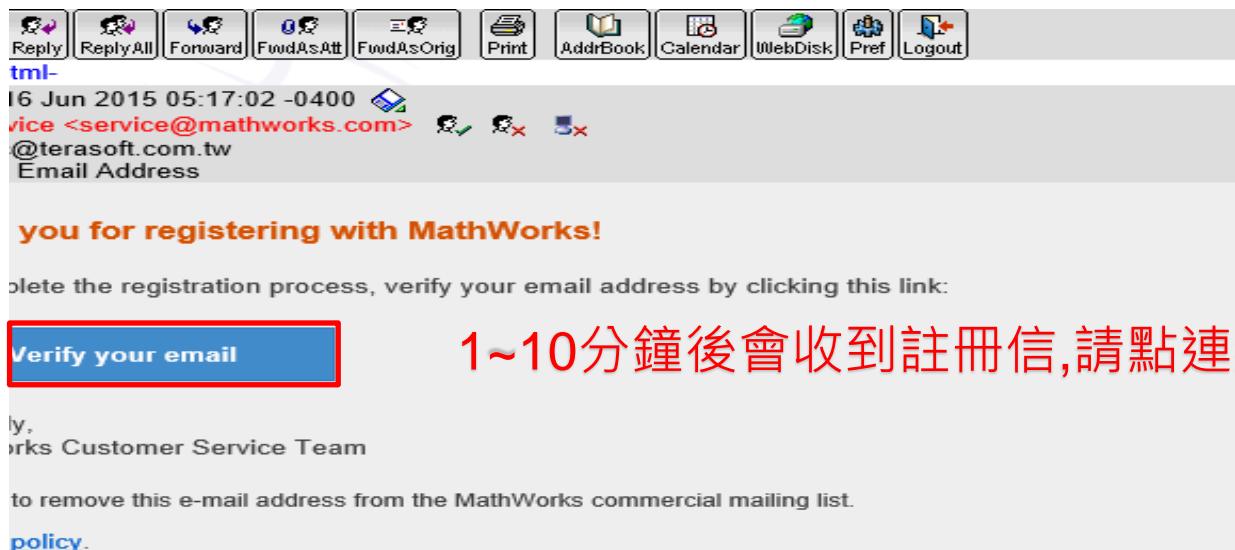 Reply ReplyAll Forward FwdAsAtt FwdAsOrig Print AddrBook Calendar WebDisk Pref Logout
tml-
16 Jun 2015 05:17:02 -0400
vice <service@mathworks.com>
@terasoft.com.tw
Email Address
you for registering with MathWorks!
plete the registration process, verify your email address by clicking this link:
Verify your email
1~10分鐘後會收到註冊信,請點連
ly,
orks Customer Service Team
to remove this e-mail address from the MathWorks commercial mailing list.
policy.